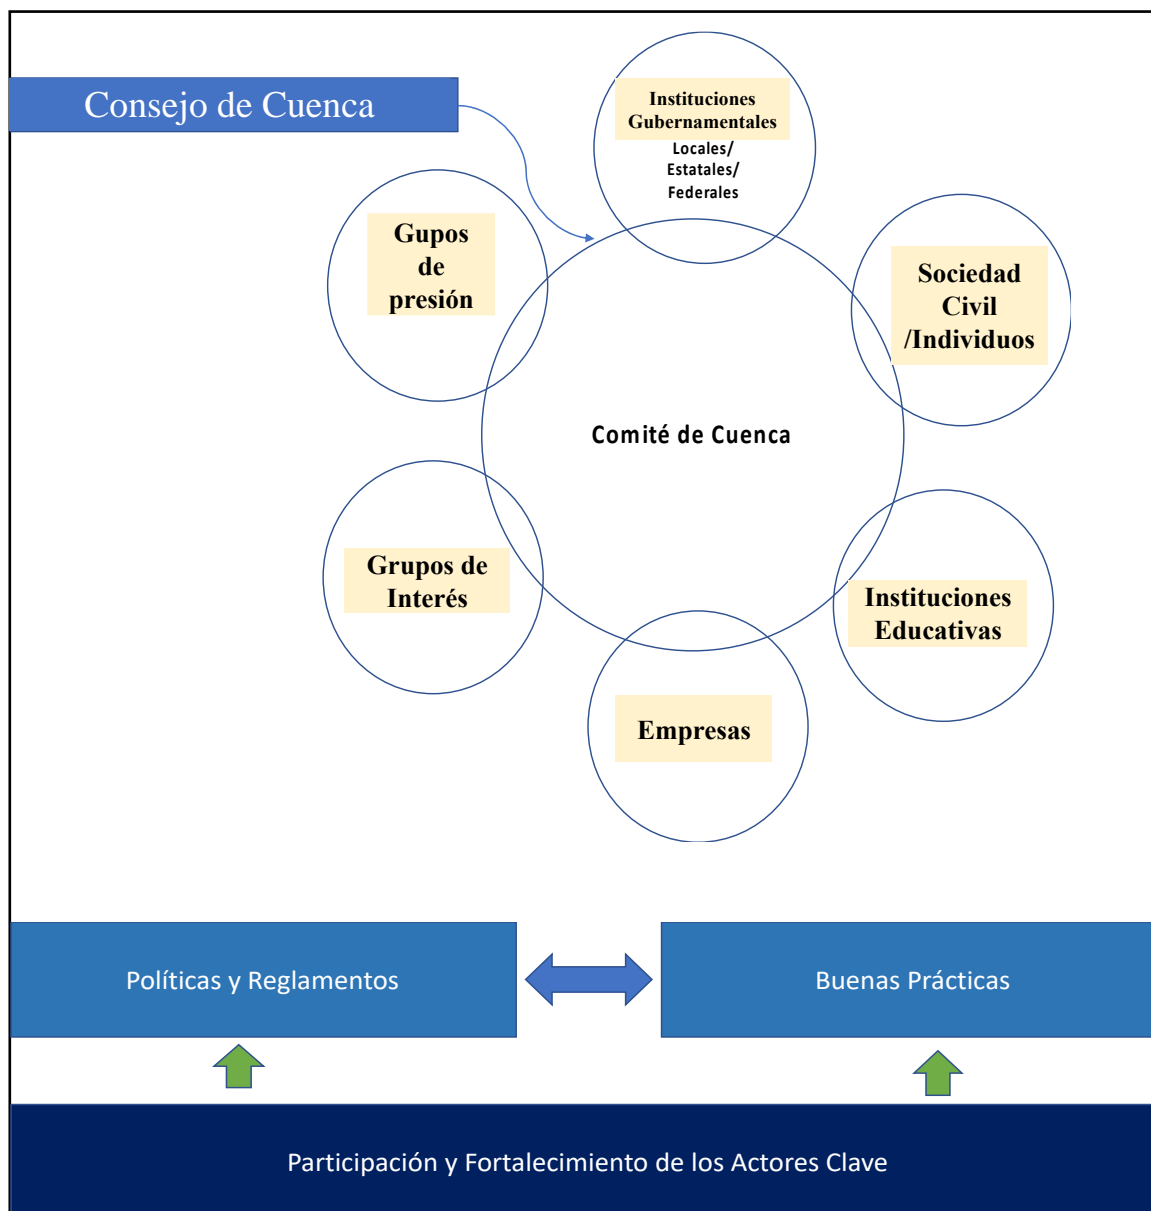 Consejo de Cuenca
Instituciones
Gubernamentales
Locales/
Estatales/
Federales
Gupos
de
presión
Sociedad
Civil
/Individuos
Comité de Cuenca
Grupos de
Interés
Instituciones
Educativas
Empresas
Políticas y Reglamentos
Buenas Prácticas
Participación y Fortalecimiento de los Actores Clave